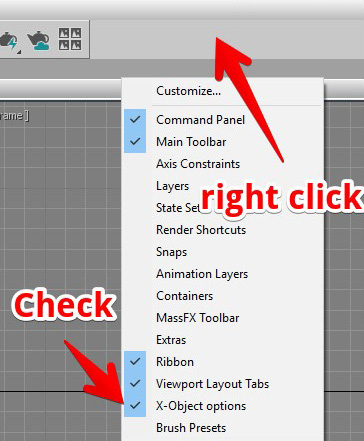 rame ]
Customize...
Command Panel
Main Toolbar
Axis Constraints
Layers
State Set
right click
Render Shortcuts
Snaps
Animation Layers
Containers
MassFX Toolbar
Check
Extras
Ribbon
Viewport Layout Tabs
X-Object options
Brush Presets